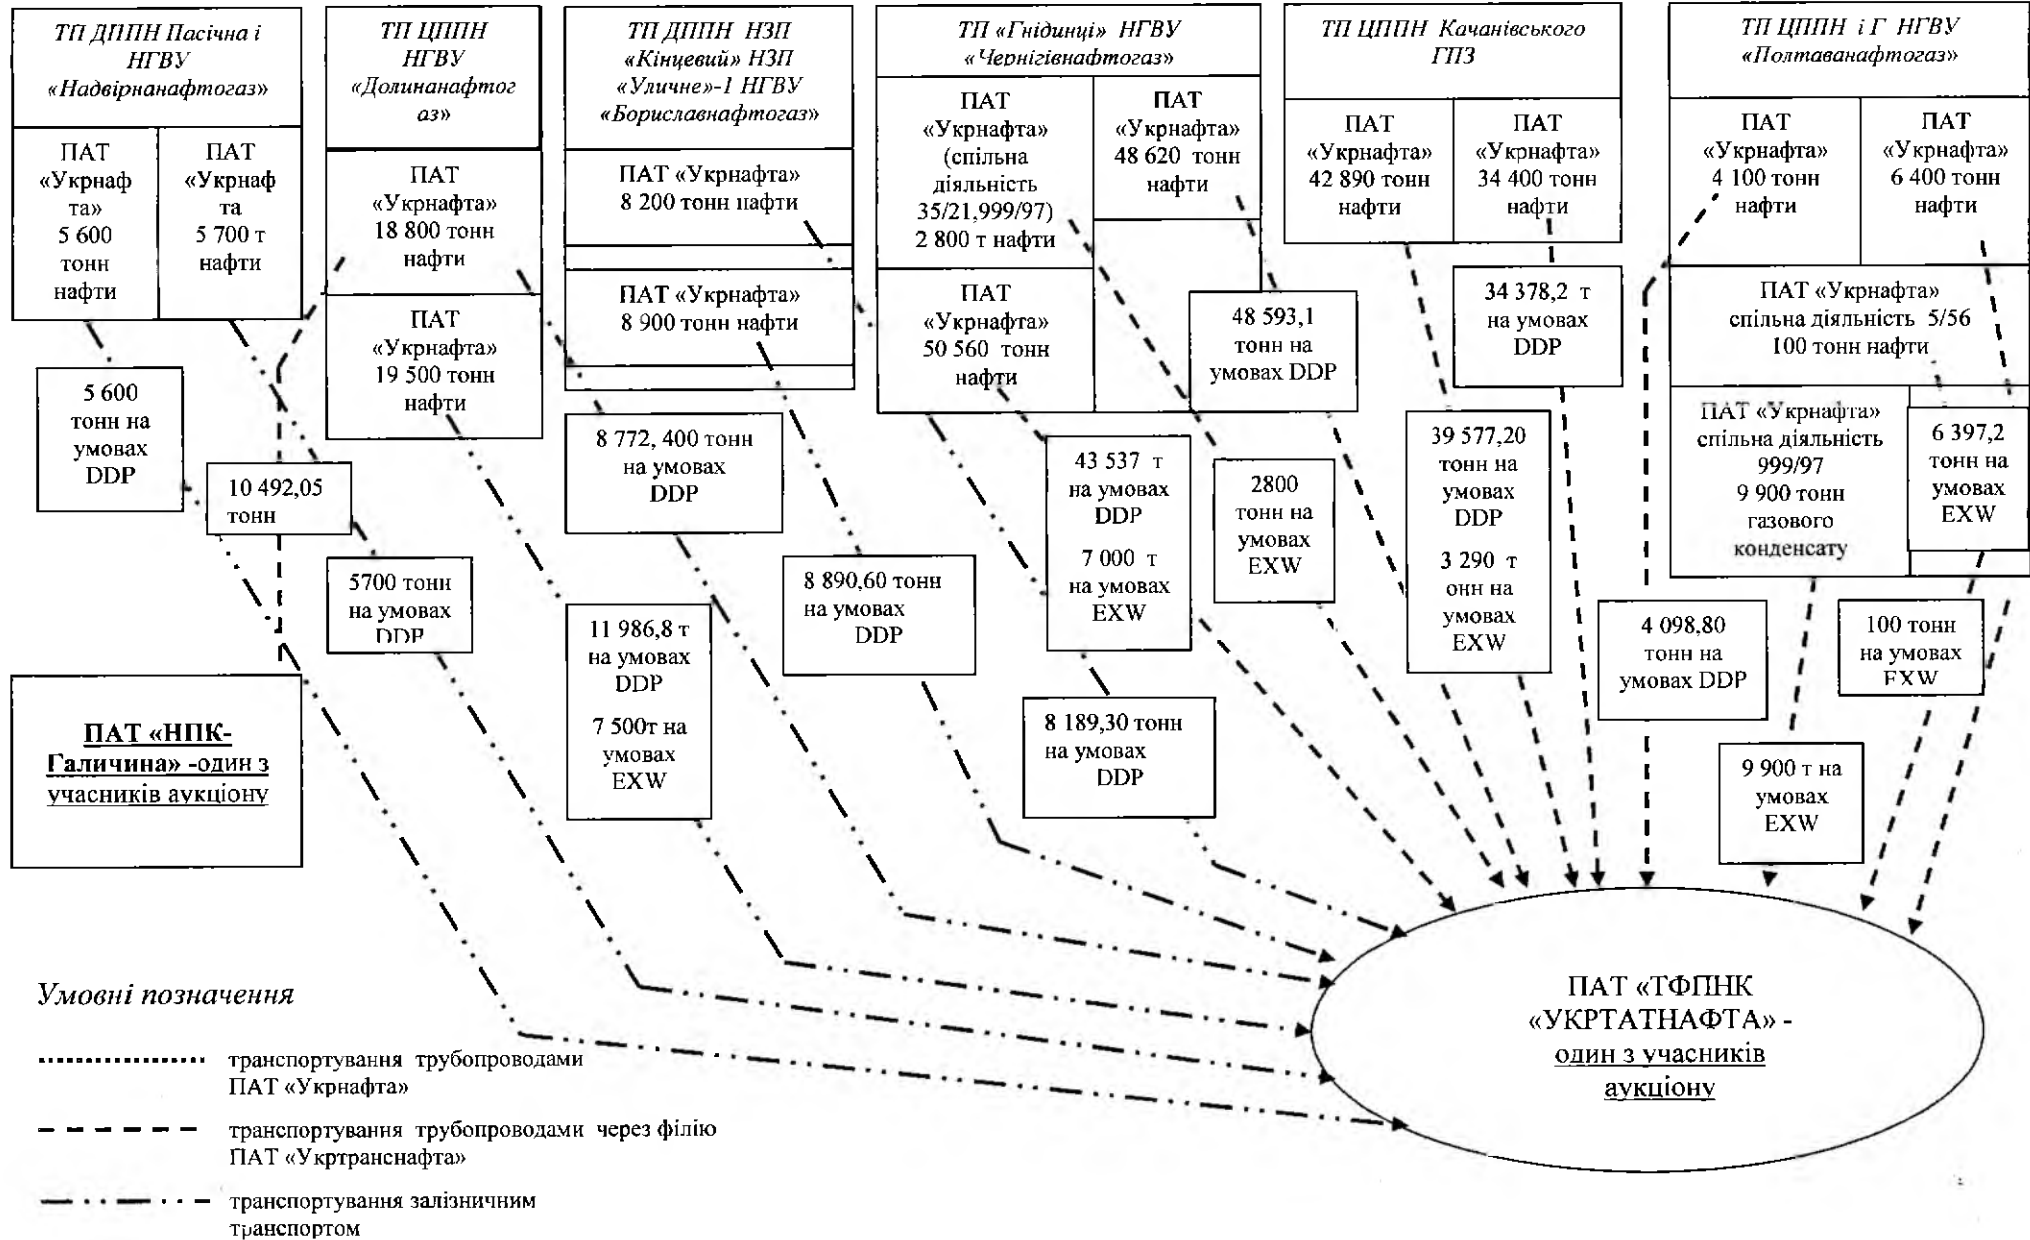 ТП ДППН Пасічна і
НГВУ
«Надвірнанафтогаз»
ПАТ
«Укрнаф
та»
5 600
тонн
нафти
ПАТ
«Укрнаф
та
5 700 т
нафти
ТП ЦППН
НГВУ
«Долинанафтог
аз»
ПАТ
«Укрнафта»
18 800 тонн
нафти
ПАТ
«Укрнафта»
19 500 тонн
нафти
ТП ДППН НЗП
«Кінцевий» НЗП
«Уличне»-1 НГВУ
«Бориславнафтогаз»
ПАТ «Укрнафта»
8 200 тонн нафти
ПАТ «Укрнафта»
8 900 тонн нафти
ТП «Гнідинці» НГВУ
«Чернігівнафтогаз»
ПАТ
«Укрнафта»
(спільна
діяльність
35/21,999/97)
2 800 т нафти
ПАТ
«Укрнафта»
48 620 тонн
нафти
ПАТ
«Укрнафта»
50 560 тонн
нафти
ТП ЦППН Качанівського
ГПЗ
ПАТ
«Укрнафта»
42 890 тонн
нафти
ПАТ
«Укрнафта»
34 400 тонн
нафти
ТП ЦППН і Г НГВУ
«Полтаванафтогаз»
ПАТ
«Укрнафта»
4 100 тонн
нафти
ПАТ
«Укрнафта»
6 400 тонн
нафти
ПАТ «Укрнафта»
спільна діяльність 5/56
100 тонн нафти
ПАТ «Укрнафта»
спільна діяльність
999/97
9 900 тонн
газового
конденсату
5 600
тонн на
умовах
DDP
10 492,05
тонн
5700 тонн
на умовах
DDP
11 986,8 т
на умовах
DDP
7 500т на
умовах
EXW
8 772, 400 тонн
на умовах
DDP
8 890,60 тонн
на умовах
DDP
43 537 т
на умовах
DDP
7 000 т
на умовах
EXW
8 189,30 тонн
на умовах
DDP
2800
тонн на
умовах
EXW
48 593,1
тонн на
умовах DDP
39 577,20
тонн на
умовах
DDP
3 290 т
онн на
умовах
EXW
34 378,2 т
на умовах
DDP
4 098,80
тонн на
умовах DDP
9 900 т на
умовах
EXW
100 тонн
на умовах
EXW
6 397,2
тонн на
умовах
EXW
ПАТ «НПК-
Галичина» -один з
учасників аукціону
ПАТ «ТФПНК
«УКРТАТНАФТА» -
один з учасників
аукціону
Умовні позначення
транспортування трубопроводами
ПАТ «Укрнафта»
транспортування трубопроводами через філію
ПАТ «Укртранснафта»
транспортування залізничним
транспортом